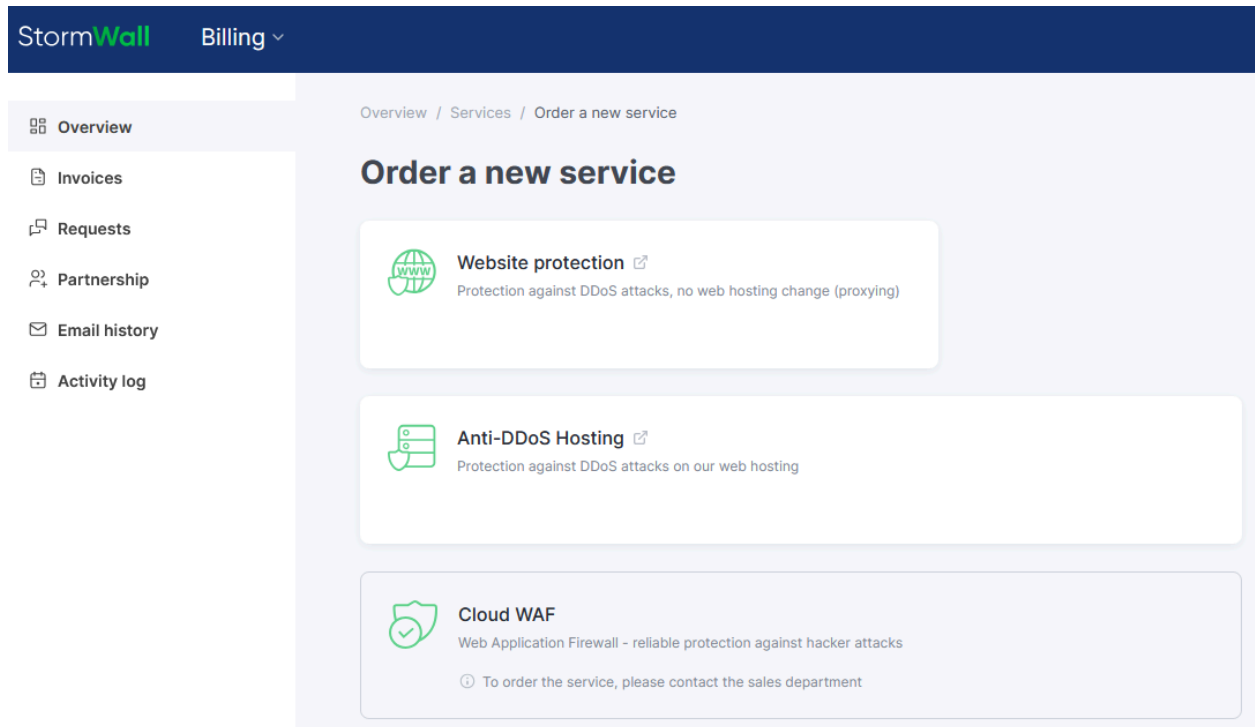 StormWall
Billing
Overview
Invoices
Requests
Partnership
Email history
Activity log
Overview / Services / Order a new service
Order a new service
www
Website protection
Protection against DDoS attacks, no web hosting change (proxying)
Anti-DDoS Hosting
Protection against DDoS attacks on our web hosting
Cloud WAF
Web Application Firewall - reliable protection against hacker attacks
To order the service, please contact the sales department